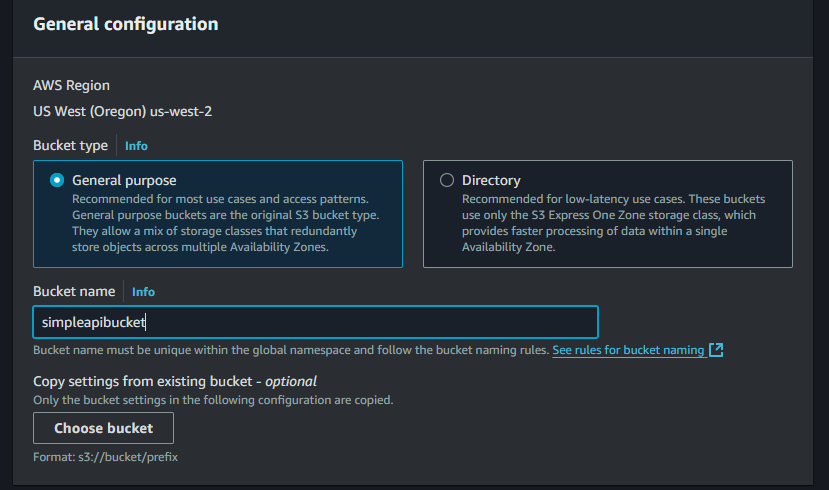 General configuration
AWS Region
US West (Oregon) us-west-2
Bucket type Info
General purpose
Recommended for most use cases and access patterns.
General purpose buckets are the original S3 bucket type.
They allow a mix of storage classes that redundantly
store objects across multiple Availability Zones.
Directory
Recommended for low-latency use cases. These buckets
use only the S3 Express One Zone storage class, which
provides faster processing of data within a single
Availability Zone.
Bucket name Info
simpleapibucket
Bucket name must be unique within the global namespace and follow the bucket naming rules. See rules for bucket naming
Copy settings from existing bucket - optional
Only the bucket settings in the following configuration are copied.
Choose bucket
Format: s3://bucket/prefix